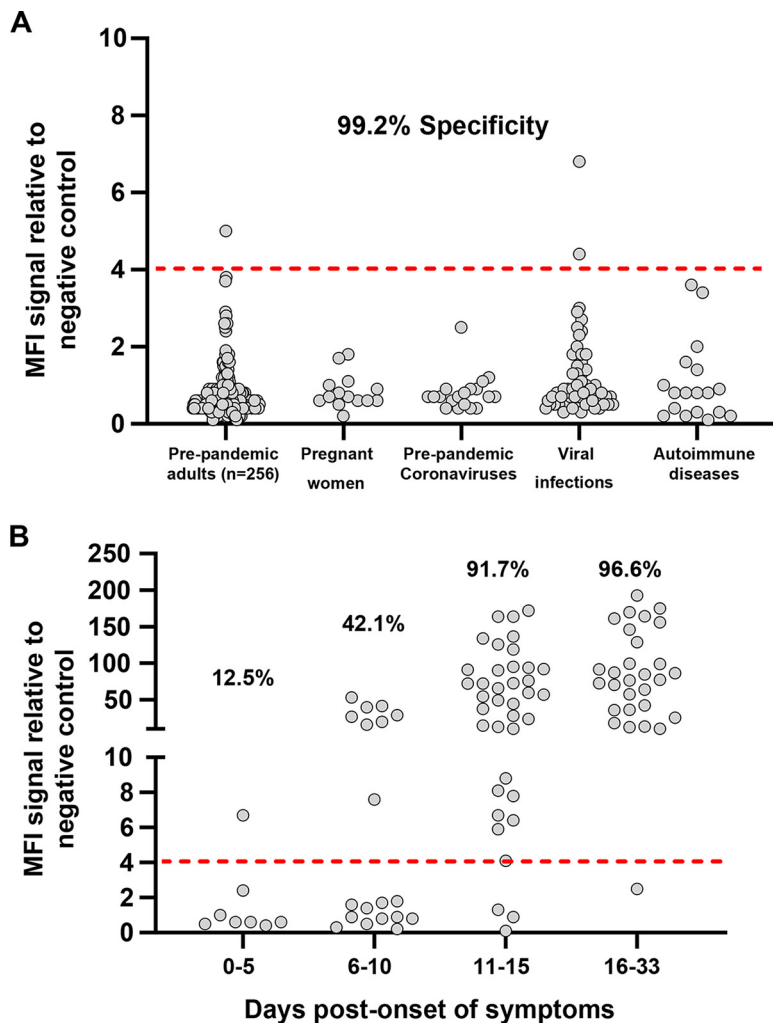 A
MFI signal relative to
negative control
10
8
6
4
2
0
99.2% Specificity
Pre-pandemic
adults (n=256)
Pregnant
women
Pre-pandemic
Coronaviruses
Viral
infections
Autoimmune
diseases
B
MFI signal relative to
negative control
250
200
150
100
50
10
8
6
4
2
0
12.5%
42.1%
91.7%
96.6%
0-5
6-10
11-15
16-33
Days post-onset of symptoms